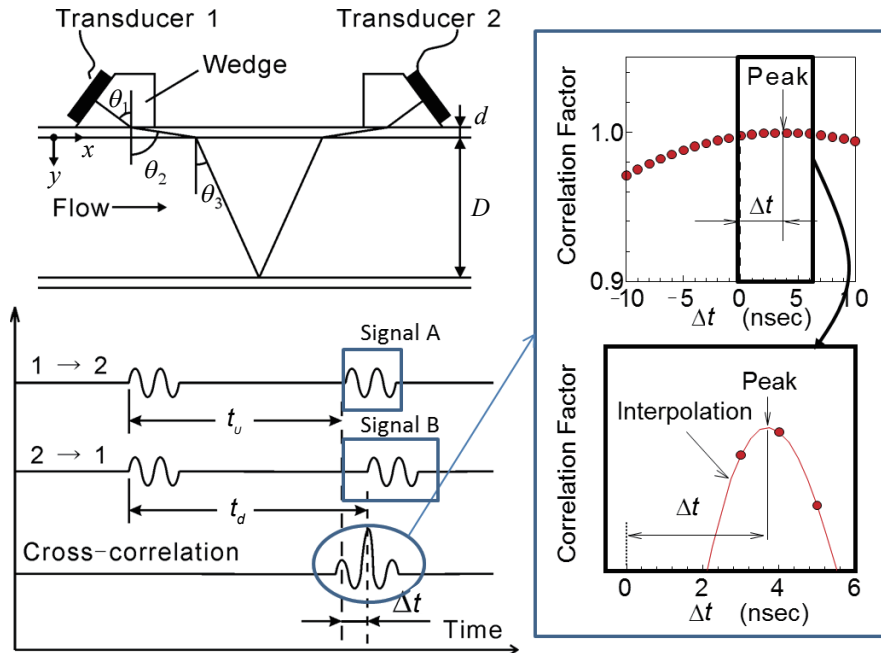 Transducer 1
Transducer 2
Wedge
θ1
d
x
y
θ2
θ3
Flow
D
Signal A
1 → 2
tu
Signal B
2 → 1
td
Cross-correlation
Δt
Time
Correlation Factor
Peak
1.0
Δt
0.9
-10 -5 0 5 10
Δt (nsec)
Correlation Factor
Peak
Interpolation
Δt
0 2 4 6
Δt (nsec)